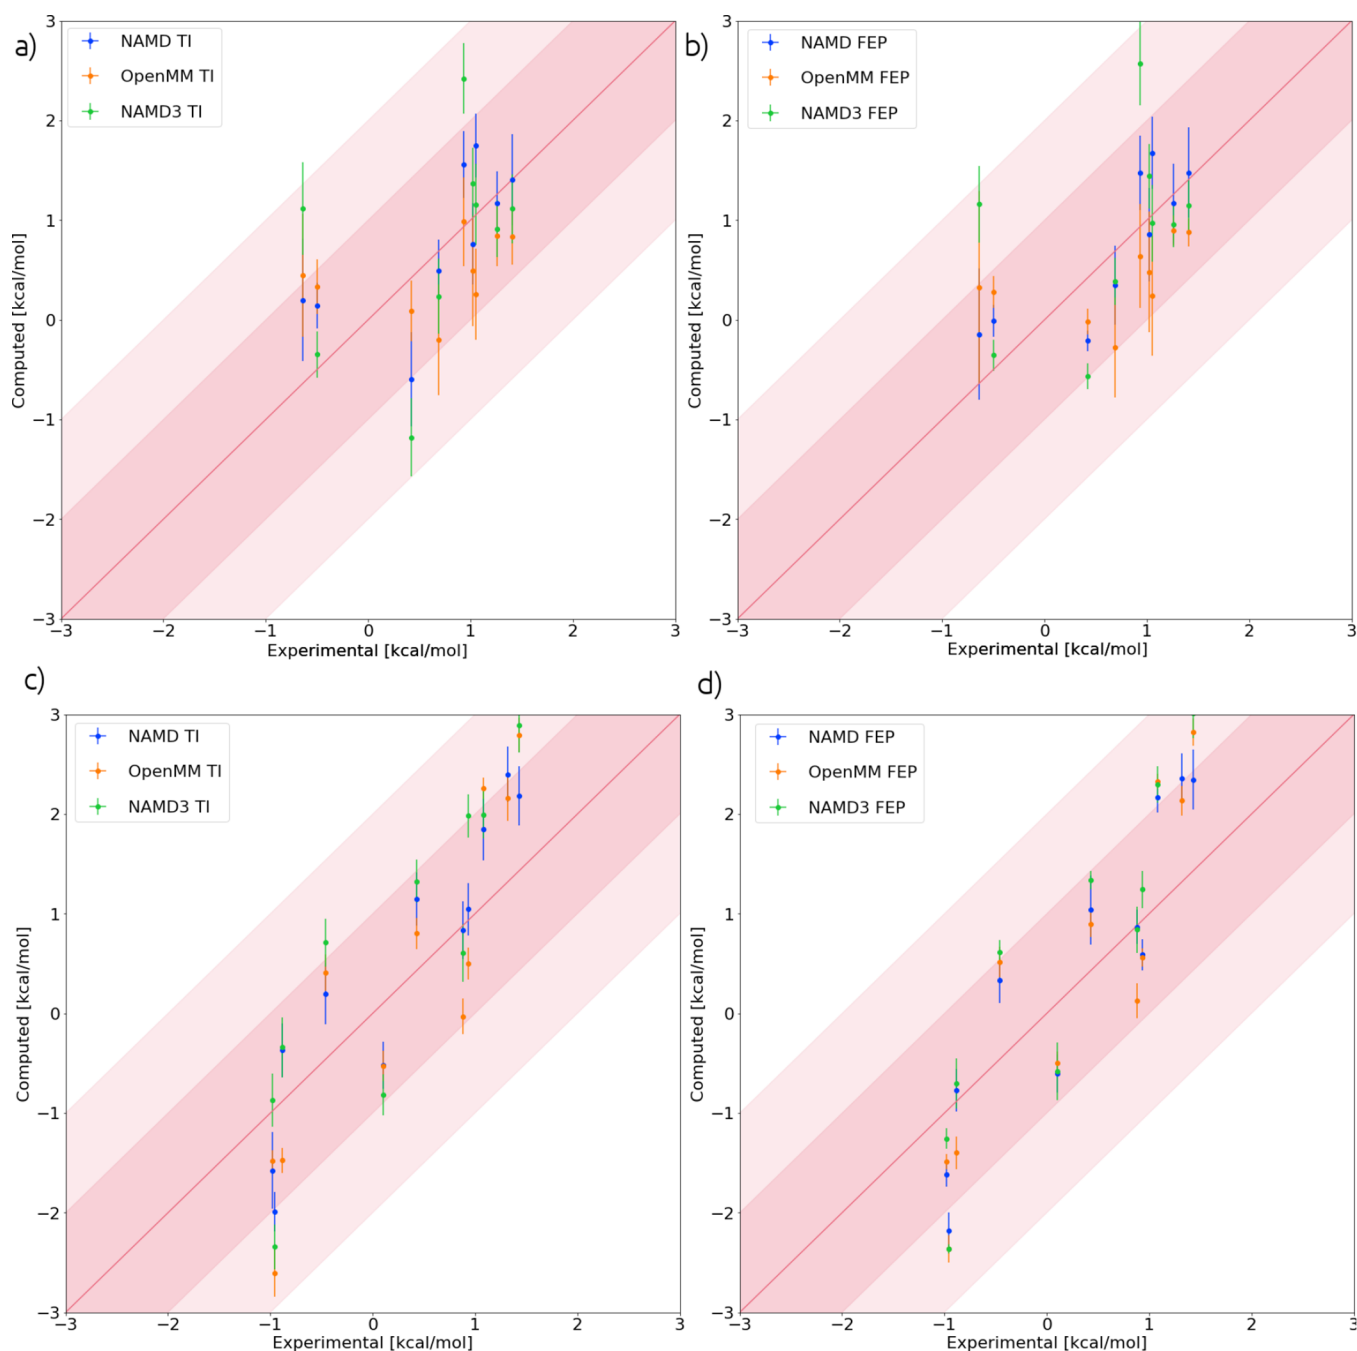 a)
NAMD TI
OpenMM TI
NAMD3 TI
3
2
1
0
−1
−2
−3
Computed [kcal/mol]
−3
−2
−1
0
1
2
3
Experimental [kcal/mol]
b)
NAMD FEP
OpenMM FEP
NAMD3 FEP
3
2
1
0
−1
−2
−3
Computed [kcal/mol]
−3
−2
−1
0
1
2
3
Experimental [kcal/mol]
c)
NAMD TI
OpenMM TI
NAMD3 TI
3
2
1
0
−1
−2
−3
Computed [kcal/mol]
−3
−2
−1
0
1
2
3
Experimental [kcal/mol]
d)
NAMD FEP
OpenMM FEP
NAMD3 FEP
3
2
1
0
−1
−2
−3
Computed [kcal/mol]
−3
−2
−1
0
1
2
3
Experimental [kcal/mol]